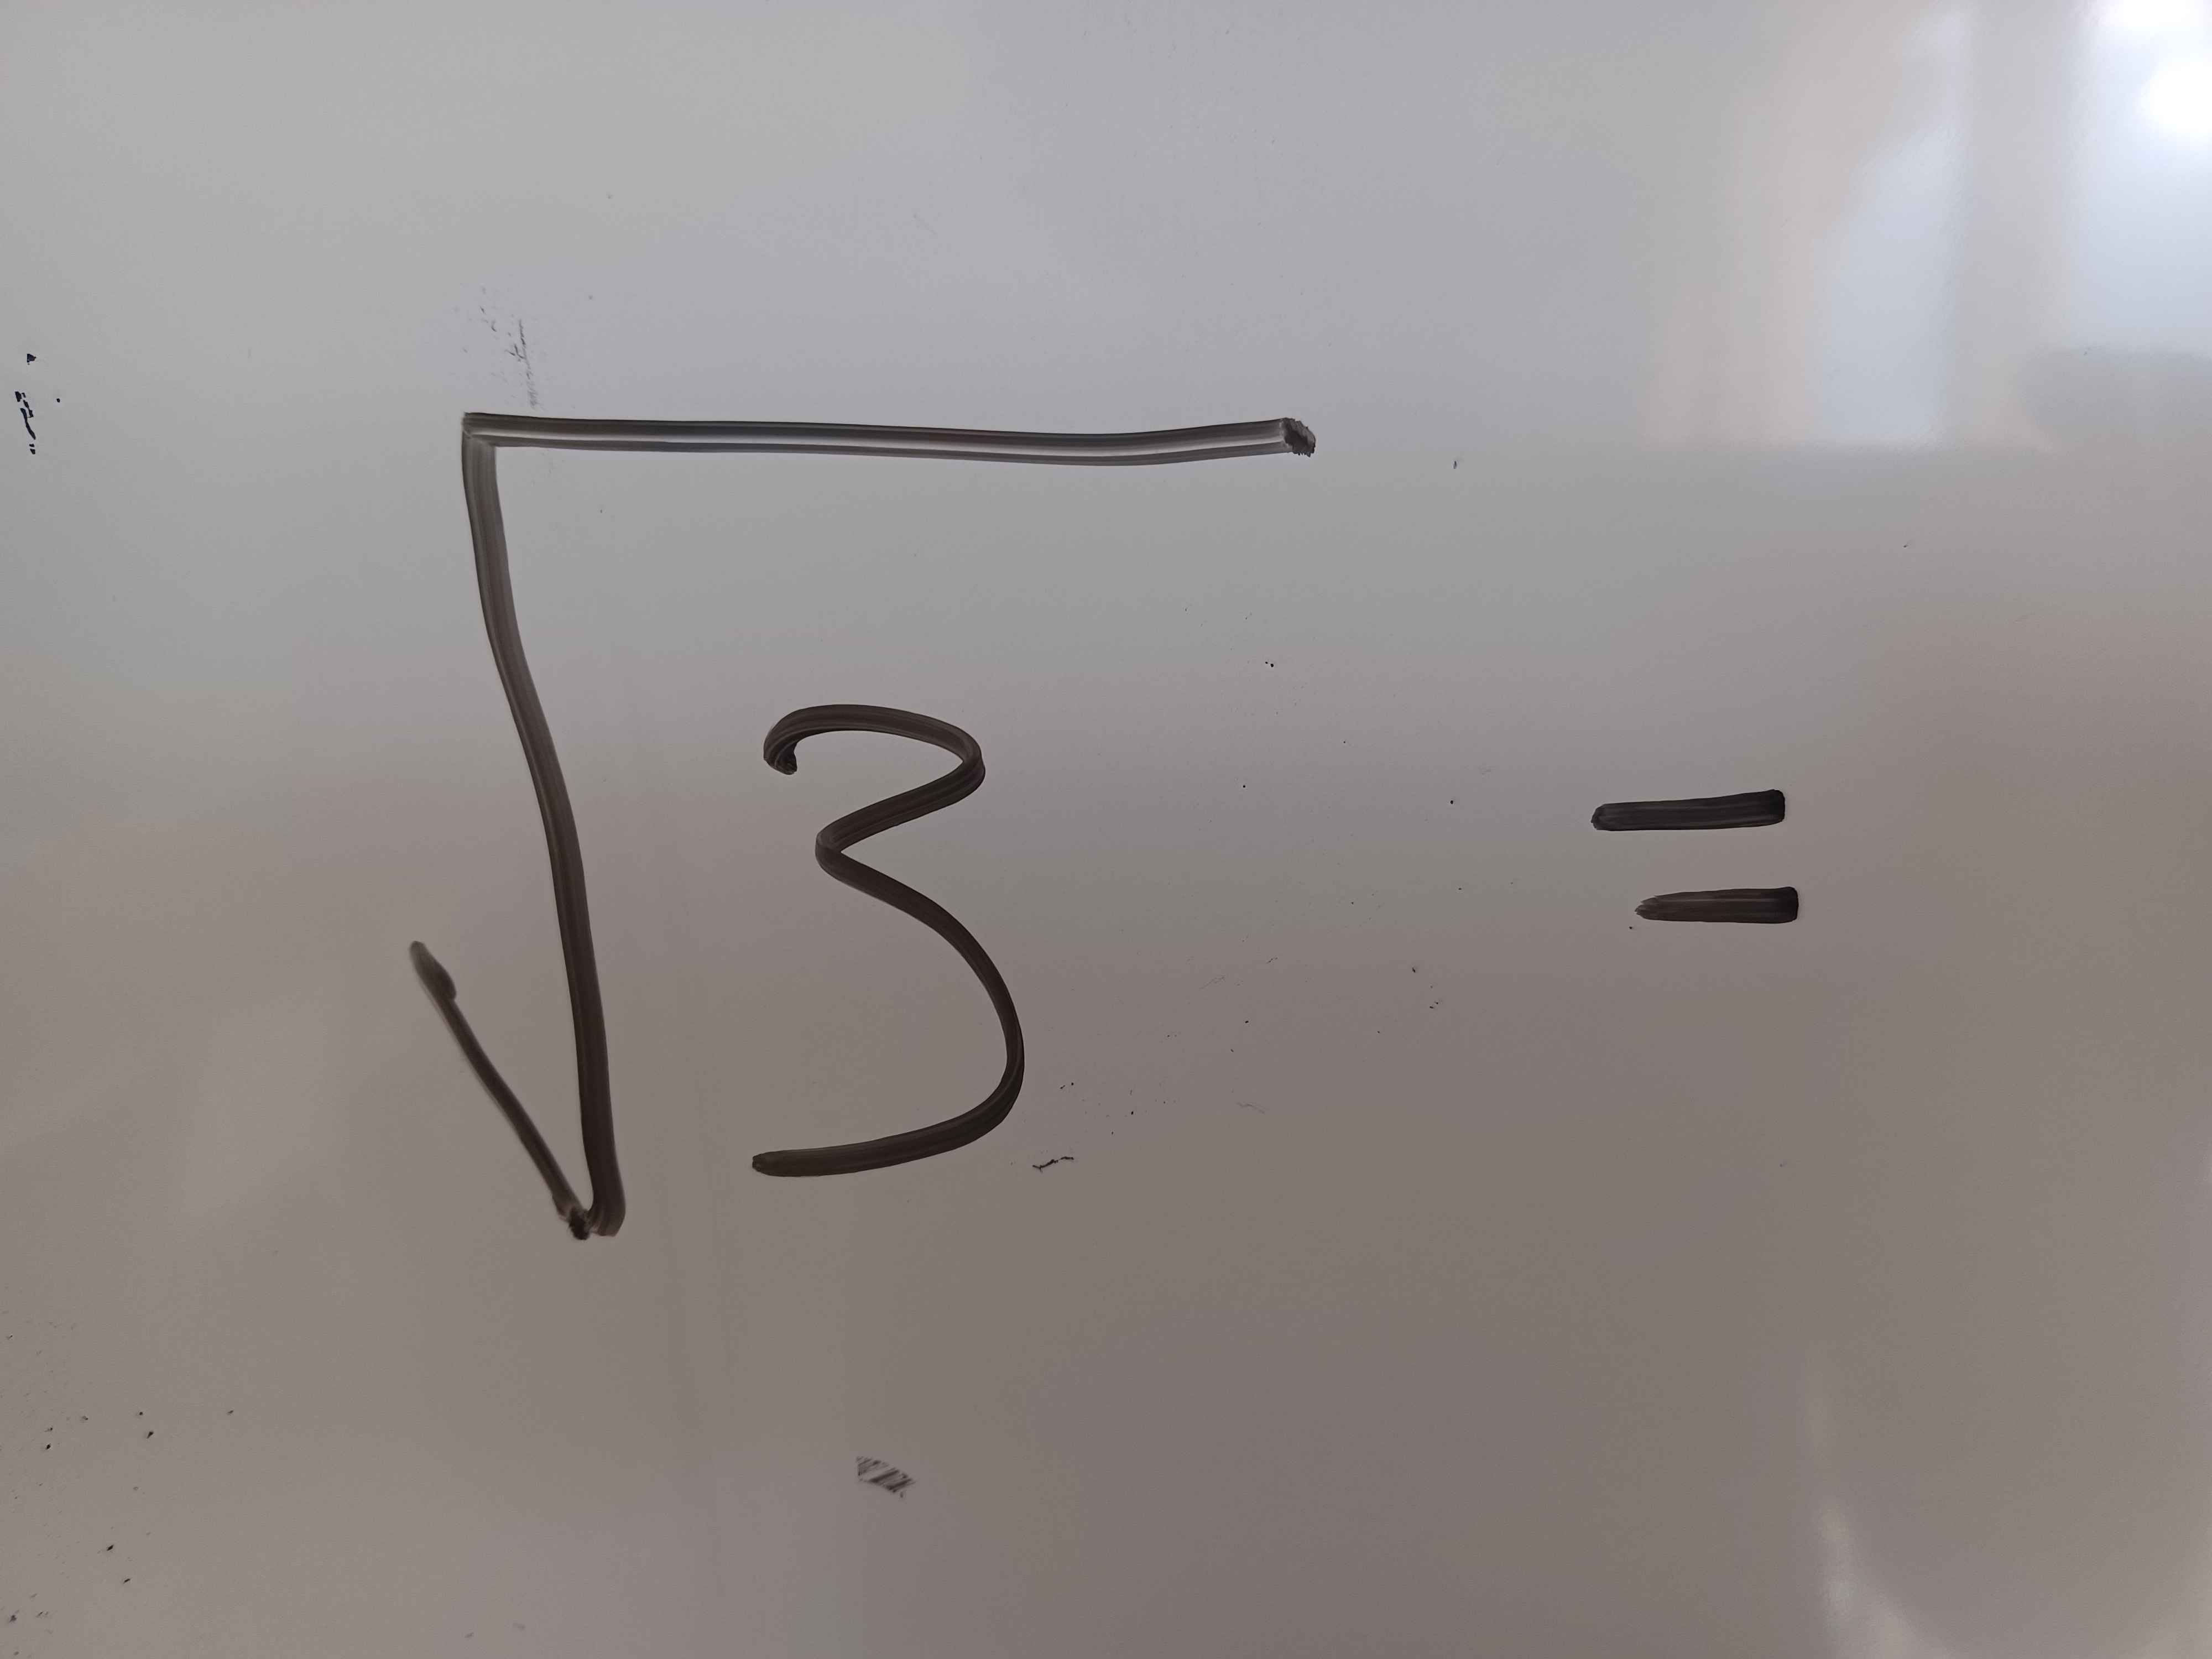 √3 =